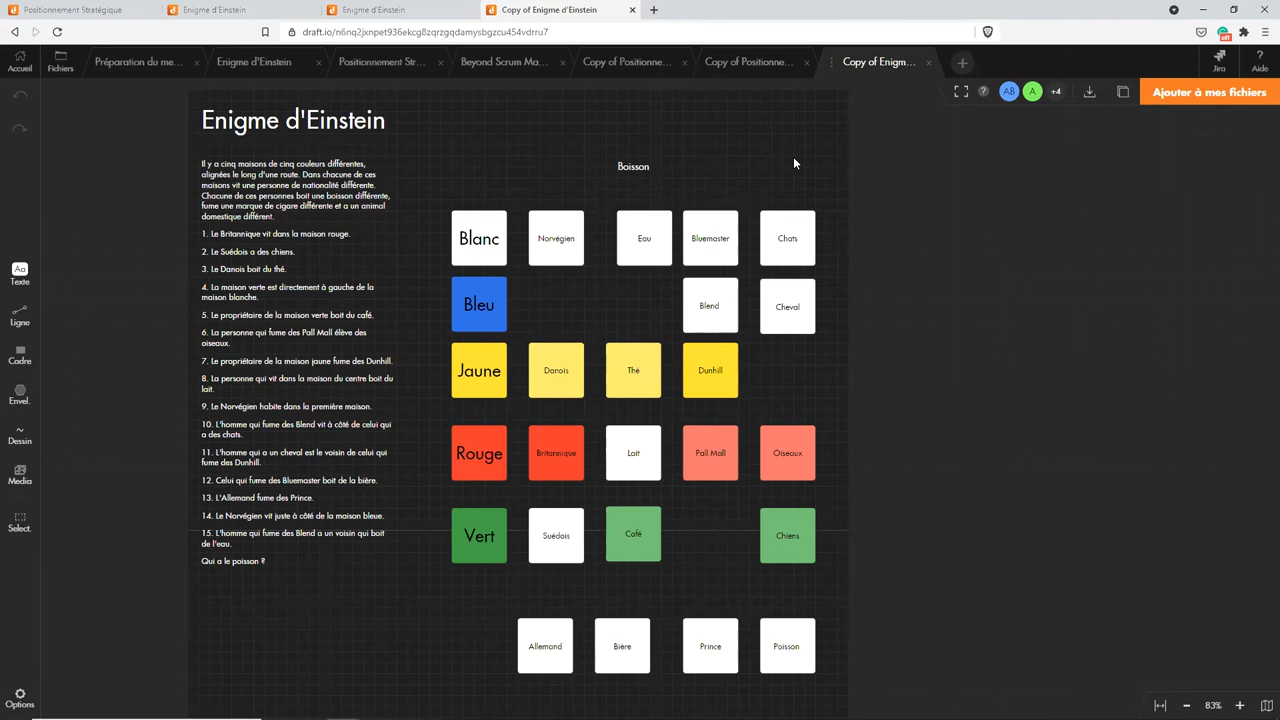 Positionnement Stratégique
Enigme d'Einstein
Enigme d'Einstein
Copy of Enigme d'Einstein
draft.io/n6nq2jxnpet936ekcg8zqrzgqdamysbgzcu454vdrru7
off
Accueil
Fichiers
Préparation du me...
Enigme d'Einstein
Positionnement Str...
Beyond Scrum Ma...
Copy of Positionne...
Copy of Positionne...
Copy of Enigm...
Jira
Aide
AB
A
+4
Ajouter à mes fichiers
Enigme d'Einstein
Il y a cinq maisons de cinq couleurs différentes,
alignées le long d'une route. Dans chacune de ces
maisons vit une personne de nationalité différente.
Chacune de ces personnes boit une boisson différente,
fume une marque de cigare différente et a un animal
domestique différent.
1. Le Britannique vit dans la maison rouge.
2. Le Suédois a des chiens.
3. Le Danois boit du thé.
4. La maison verte est directement à gauche de la
maison blanche.
5. Le propriétaire de la maison verte boit du café.
6. La personne qui fume des Pall Mall élève des
oiseaux.
7. Le propriétaire de la maison jaune fume des Dunhill.
8. La personne qui vit dans la maison du centre boit du
lait.
9. Le Norvégien habite dans la première maison.
10. L'homme qui fume des Blend vit à côté de celui qui
a des chats.
11. L'homme qui a un cheval est le voisin de celui qui
fume des Dunhill.
12. Celui qui fume des Bluemaster boit de la bière.
13. L'Allemand fume des Prince.
14. Le Norvégien vit juste à côté de la maison bleue.
15. L'homme qui fume des Blend a un voisin qui boit
de l'eau.
Qui a le poisson ?
Boisson
Blanc
Norvégien
Eau
Bluemaster
Chats
Bleu
Blend
Cheval
Jaune
Danois
Thé
Dunhill
Rouge
Britannique
Lait
Pall Mall
Oiseaux
Vert
Suédois
Café
Chiens
Allemand
Bière
Prince
Poisson
Aa
Texte
Ligne
Cadre
Envel.
Dessin
Media
Select.
Options
83%